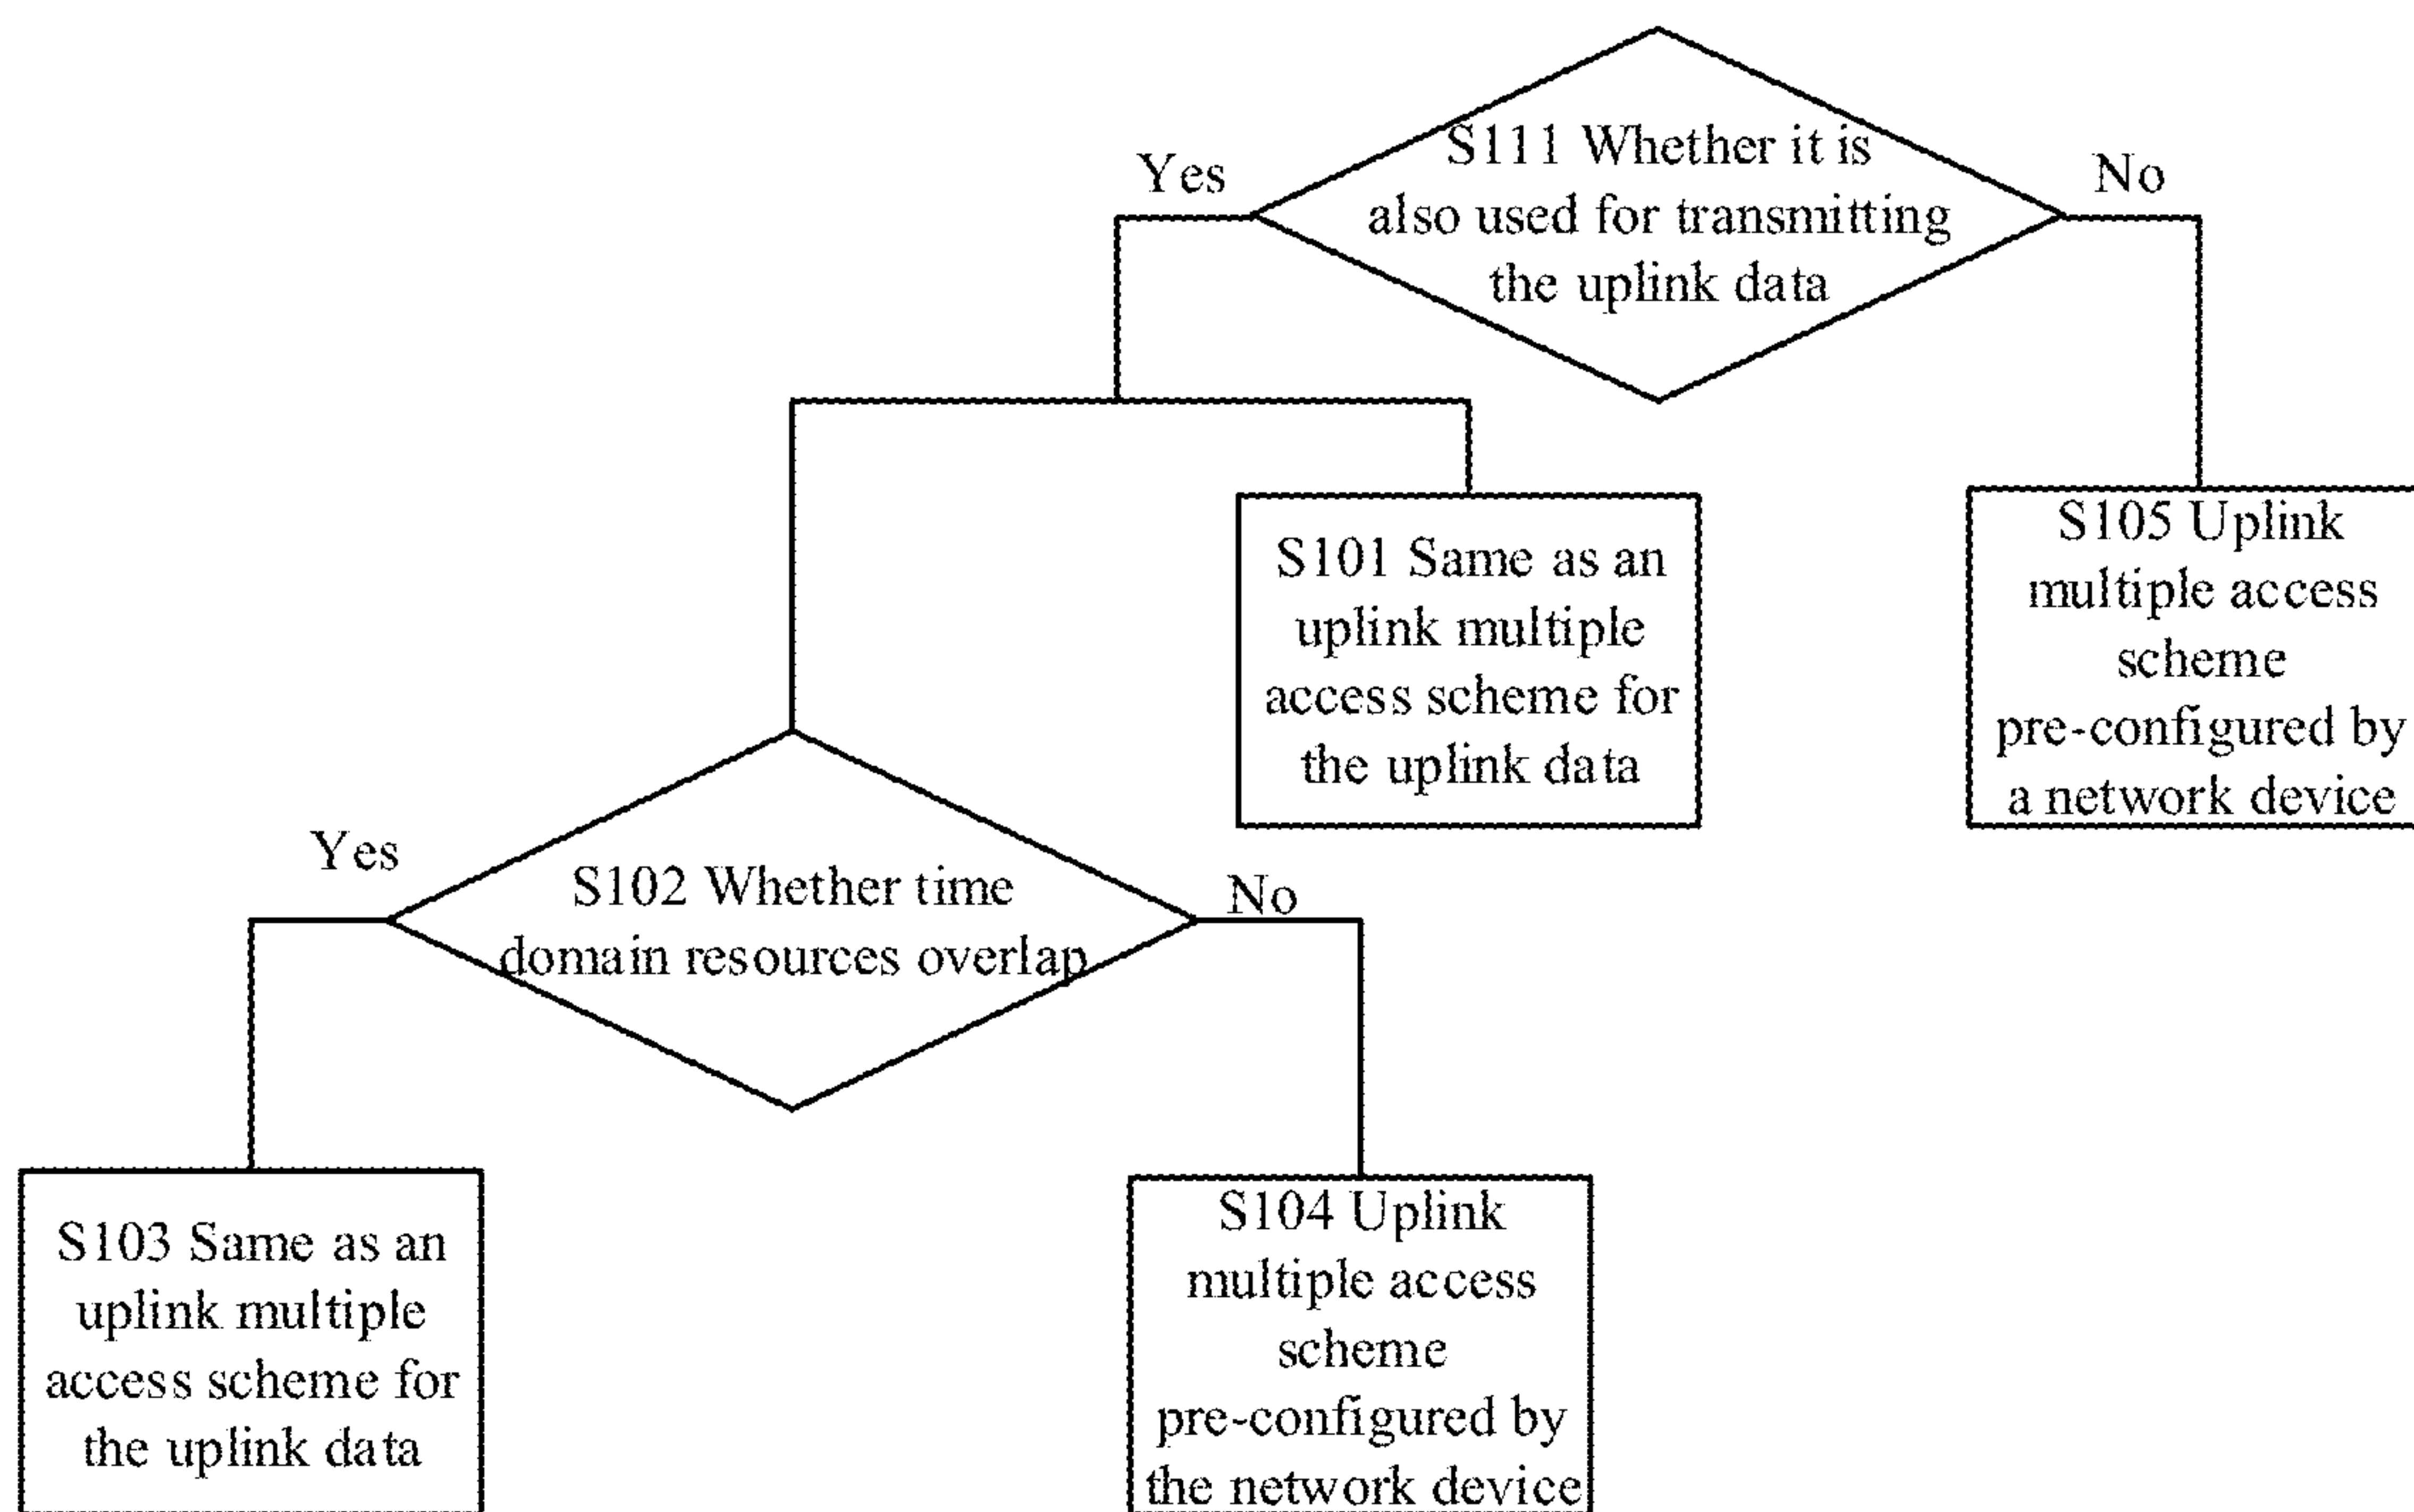 S111 Whether it is
also used for transmitting
the uplink data
Yes
No
S101 Same as an
uplink multiple
access scheme for
the uplink data
S105 Uplink
multiple access
scheme
pre-configured by
a network device
S102 Whether time
domain resources overlap
Yes
No
S103 Same as an
uplink multiple
access scheme for
the uplink data
S104 Uplink
multiple access
scheme
pre-configured by
the network device